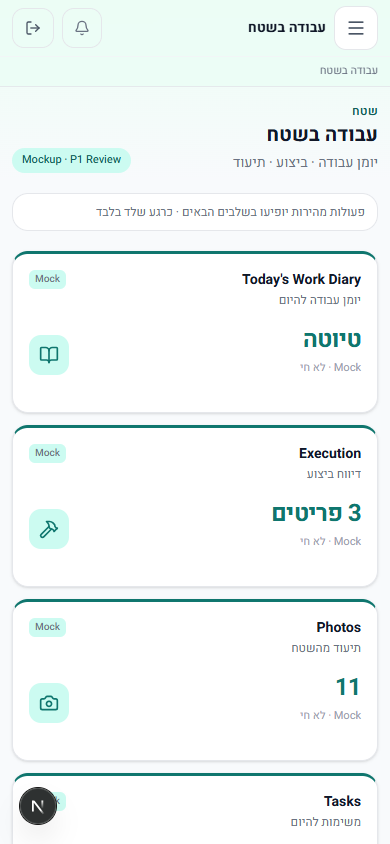 עבודה בשטח
עבודה בשטח
שטח
עבודה בשטח
יומן עבודה · ביצוע · תיעוד
Mockup · P1 Review
פעולות מהירות יופיעו בשלבים הבאים · כרגע שלד בלבד
Today's Work Diary
Mock
יומן עבודה להיום
טיוטה
Mock · לא חי
Execution
Mock
דיווח ביצוע
3 פריטים
Mock · לא חי
Photos
Mock
תיעוד מהשטח
11
Mock · לא חי
Tasks
משימות להיום
N